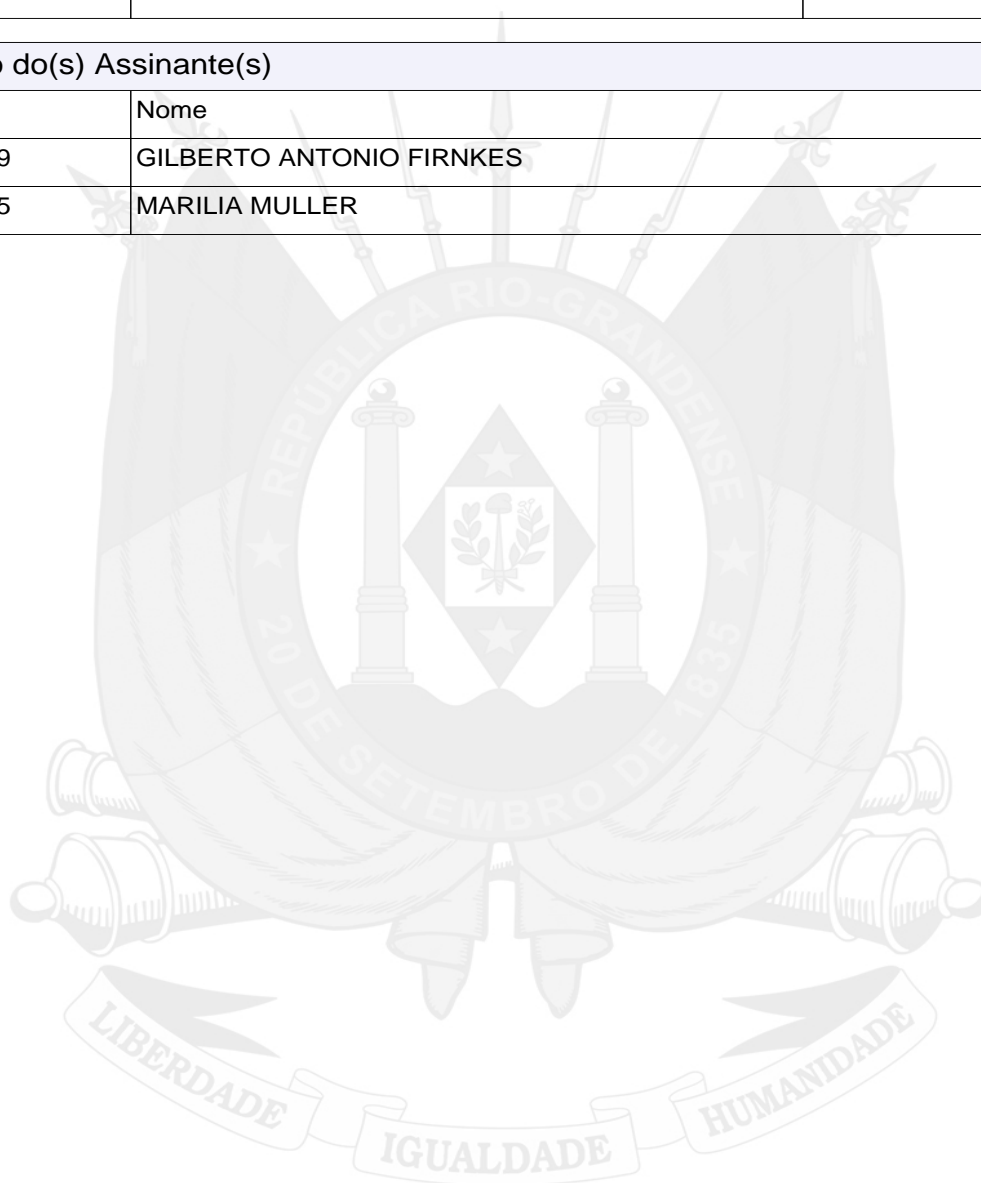 o do(s) Assinante(s)
Nome
9 GILBERTO ANTONIO FIRNKES
5 MARILIA MULLER
REPÚBLICA RIO-GRANDENSE
★ 20 DE SETEMBRO DE 1835 ★
LIBERDADE IGUALDADE HUMANIDADE